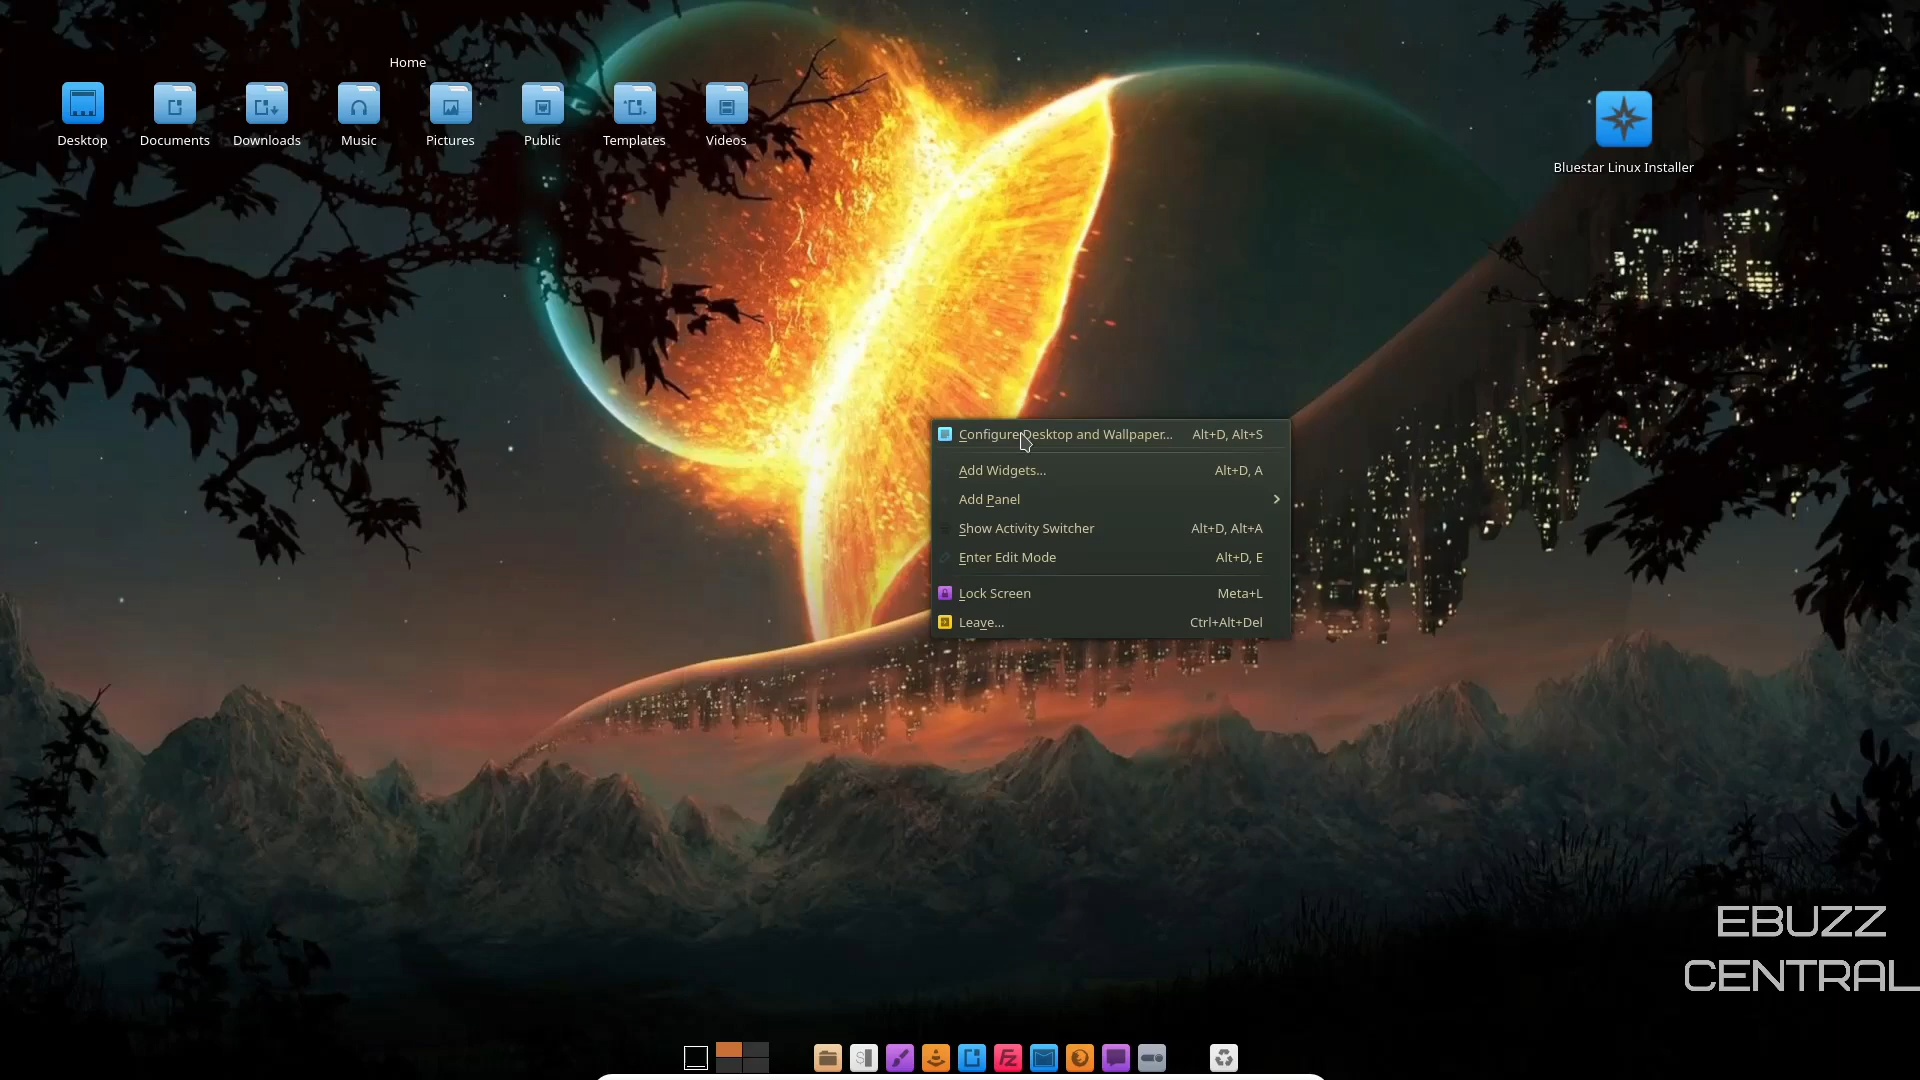 Home
Desktop
Documents
Downloads
Music
Pictures
Public
Templates
Videos
Bluestar Linux Installer
Configure Desktop and Wallpaper... Alt+D, Alt+S
Add Widgets... Alt+D, A
Add Panel
Show Activity Switcher Alt+D, Alt+A
Enter Edit Mode Alt+D, E
Lock Screen Meta+L
Leave... Ctrl+Alt+Del
EBUZZ
CENTRAL
S
FZ